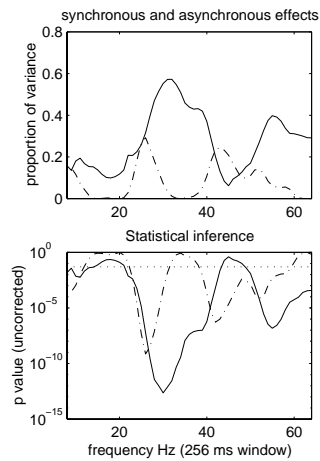 synchronous and asynchronous effects
0.8
0.6
0.4
0.2
0
proportion of variance
20 40 60
Statistical inference
10^0
10^-5
10^-10
10^-15
p value (uncorrected)
20 40 60
frequency Hz (256 ms window)